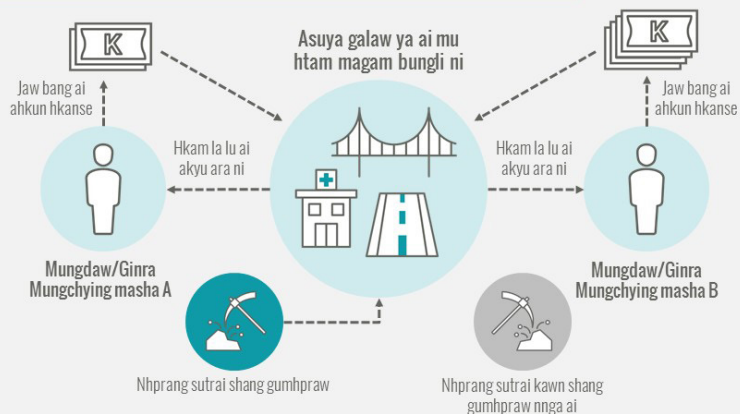 K
K
Asuya galaw ya ai mu
htam magam bungli ni
Jaw bang ai
ahkun hkanse
Jaw bang ai
ahkun hkanse
Hkam la lu ai
akyu ara ni
Hkam la lu ai
akyu ara ni
Mungdaw/Ginra
Mungchying masha A
Mungdaw/Ginra
Mungchying masha B
Nhprang sutrai shang gumhpraw
Nhprang sutrai kawn shang
gumhpraw nnga ai